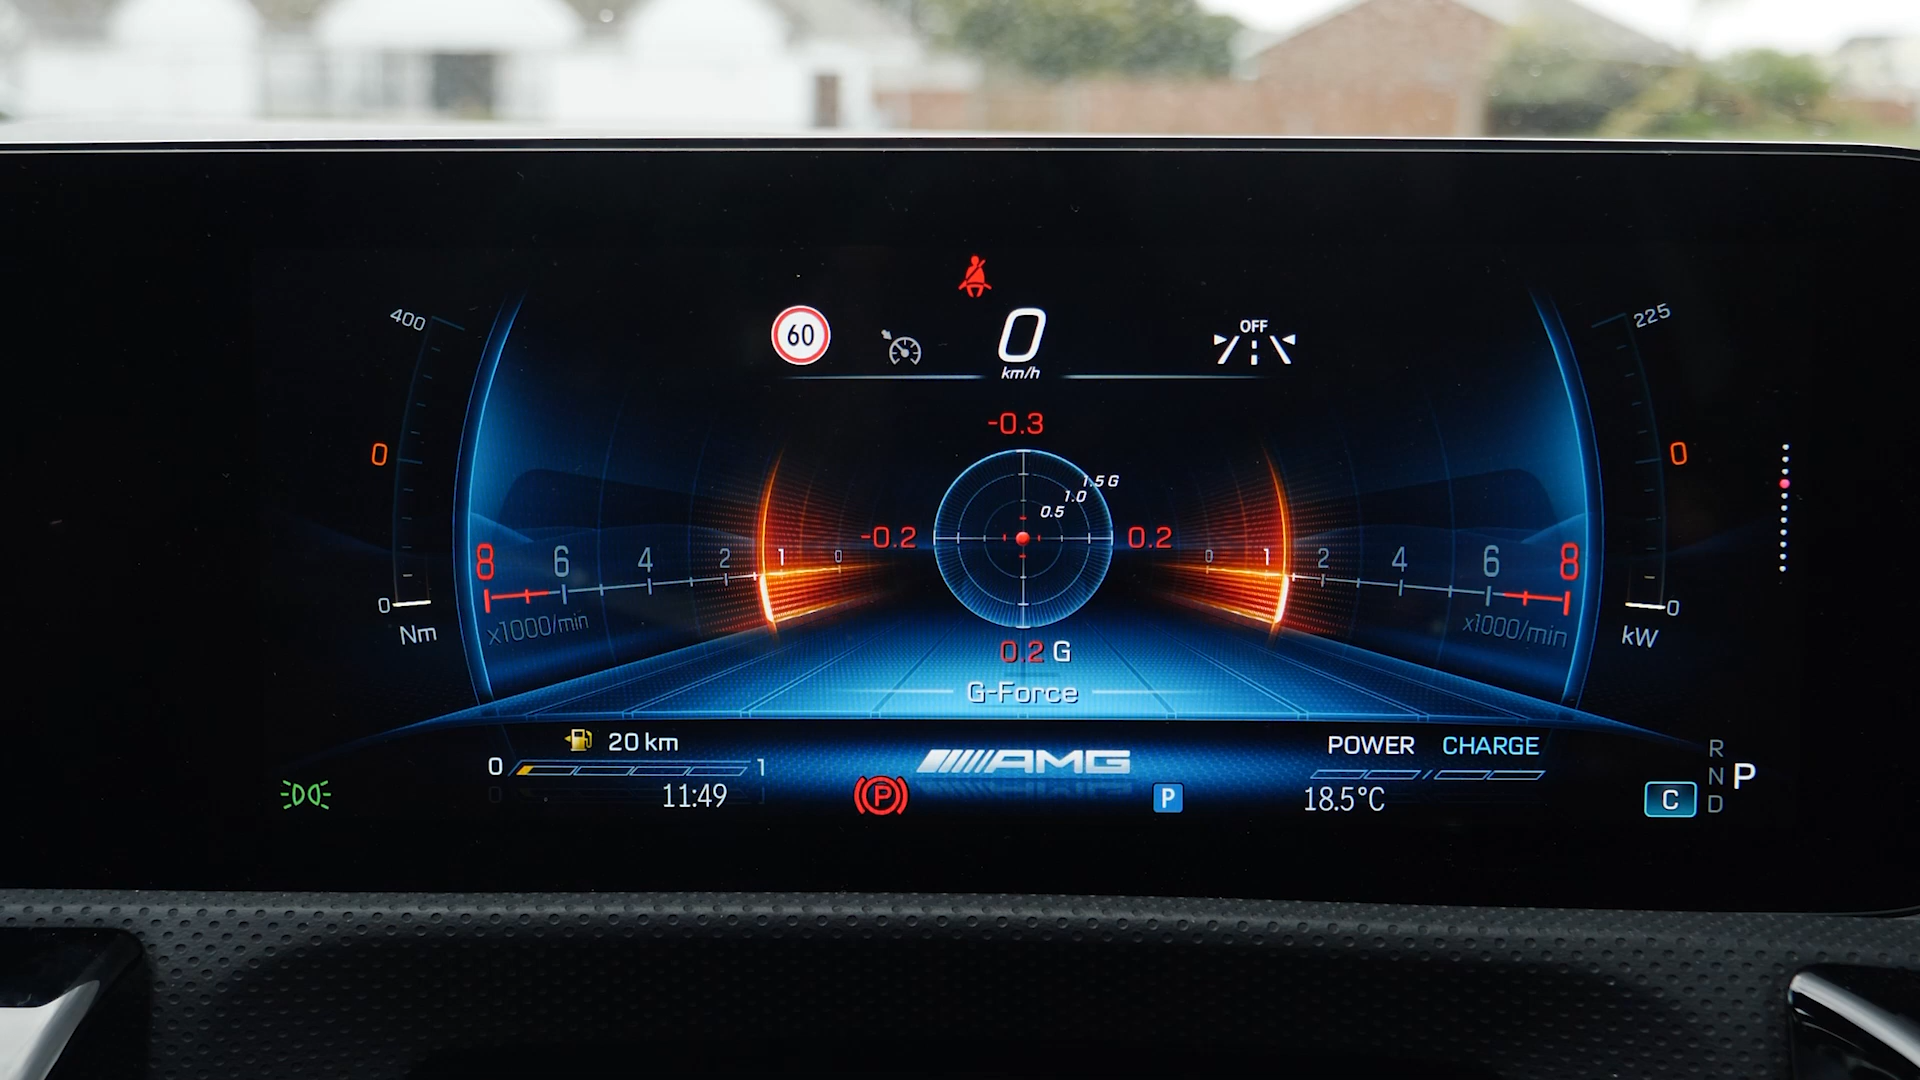 60
0
km/h
OFF
400
225
-0.3
1.5 G
1.0
0.5
0
0
-0.2
0.2
8 6 4 2 1 0
0 1 2 4 6 8
x1000/min
x1000/min
0
Nm
0
kW
0.2 G
G-Force
20 km
0 1
11:49
AMG
P
P
POWER CHARGE
18.5°C
C
R
N
D
P